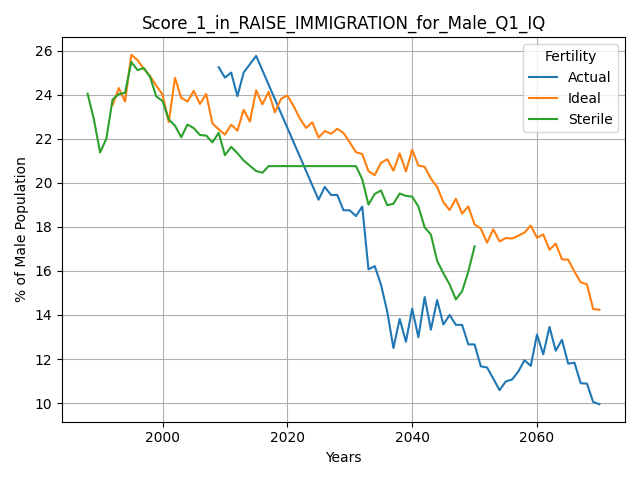 Score_1_in_RAISE_IMMIGRATION_for_Male_Q1_IQ
Fertility
Actual
Ideal
Sterile
% of Male Population
26
24
22
20
18
16
14
12
10
2000
2020
2040
2060
Years